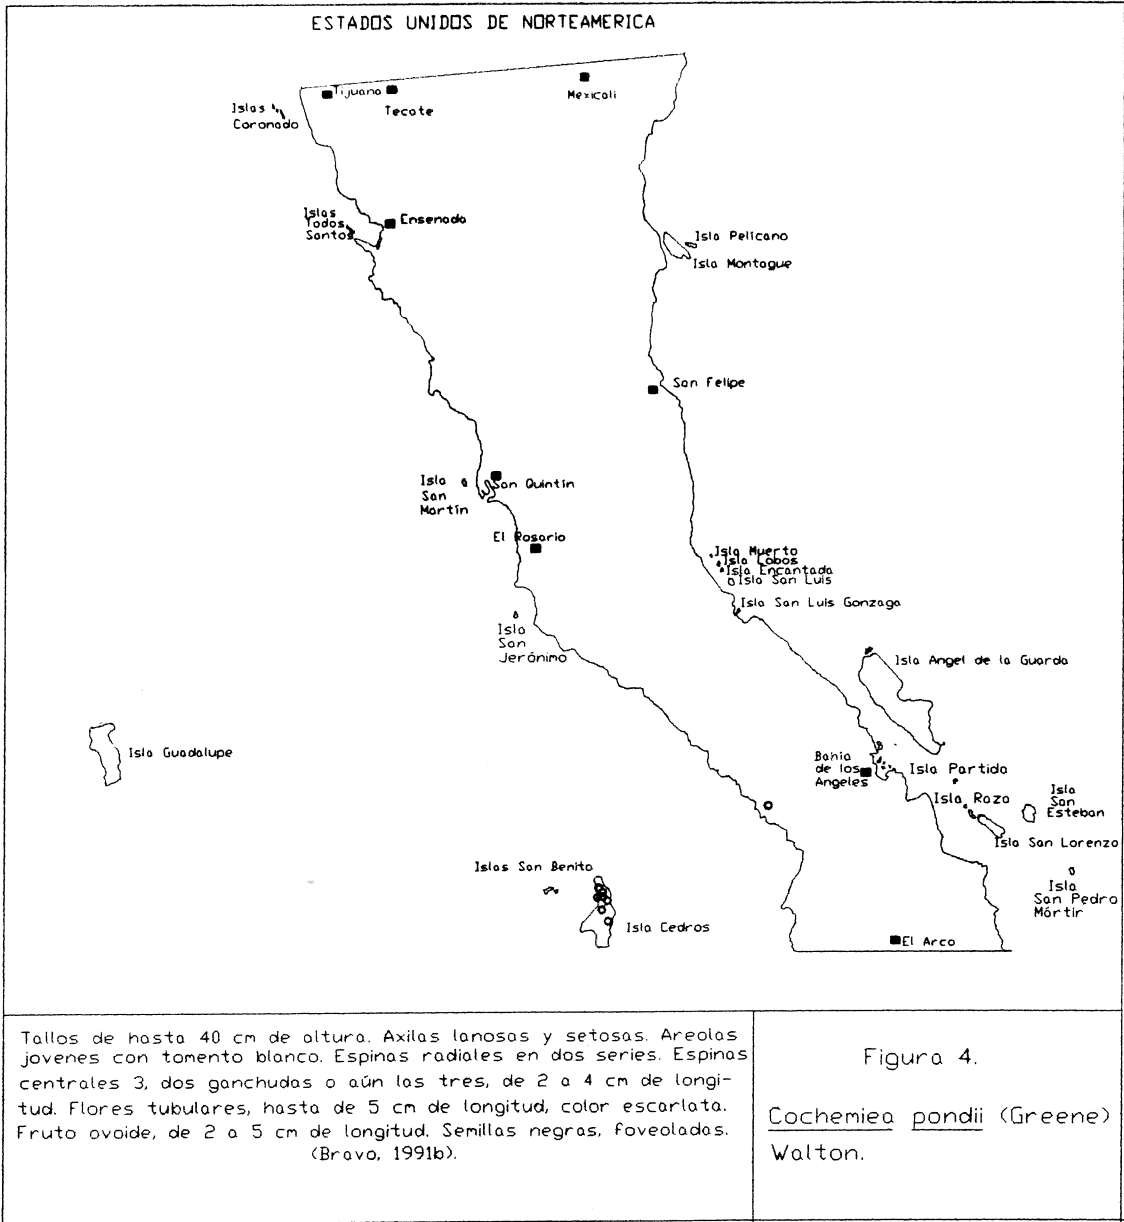 ESTADOS UNIDOS DE NORTEAMERICA
Tijuana
Tecate
Mexicali
Islas
Coronado
Islas
Todos
Santos
Ensenada
Isla Pelicano
Isla Montague
San Felipe
Isla
San
Martín
San Quintín
El Rosario
Isla Muerto
Isla Lobos
Isla Encantada
Isla San Luis
Isla San Luis Gonzaga
Isla
San
Jerónimo
Isla Angel de la Guarda
Isla Guadalupe
Bahia
de los
Angeles
Isla Partida
Isla Raza
Isla
San
Esteban
Isla San Lorenzo
Islas San Benito
Isla Cedros
Isla
San Pedro
Mórtir
El Arco
Tallos de hasta 40 cm de altura. Axilas lanosas y setosas. Areolas
jovenes con tomento blanco. Espinas radiales en dos series. Espinas
centrales 3, dos ganchudas o aún las tres, de 2 a 4 cm de longi-
tud. Flores tubulares, hasta de 5 cm de longitud, color escarlata.
Fruto ovoide, de 2 a 5 cm de longitud. Semillas negras, foveoladas.
(Bravo, 1991b).
Figura 4.
Cochemiea pondii (Greene)
Walton.